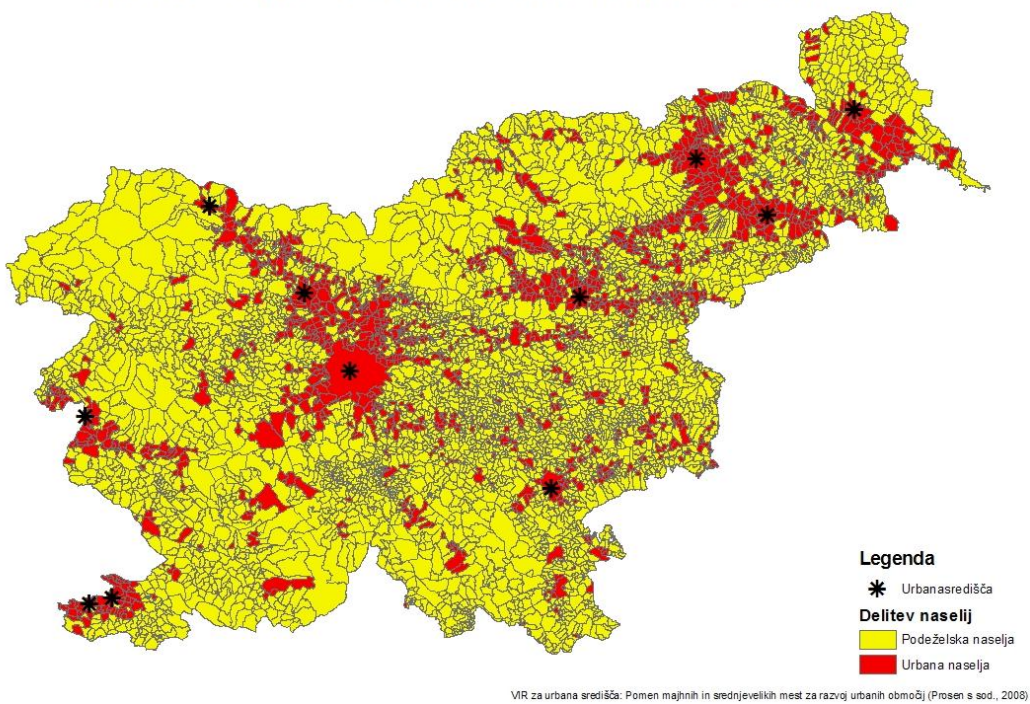 Legenda
Urbanasredišča
Delitev naselij
Podeželska naselja
Urbana naselja
VIR za urbana središča: Pomen majhnih in srednjevelikih mest za razvoj urbanih območij (Prosen s sod., 2008)